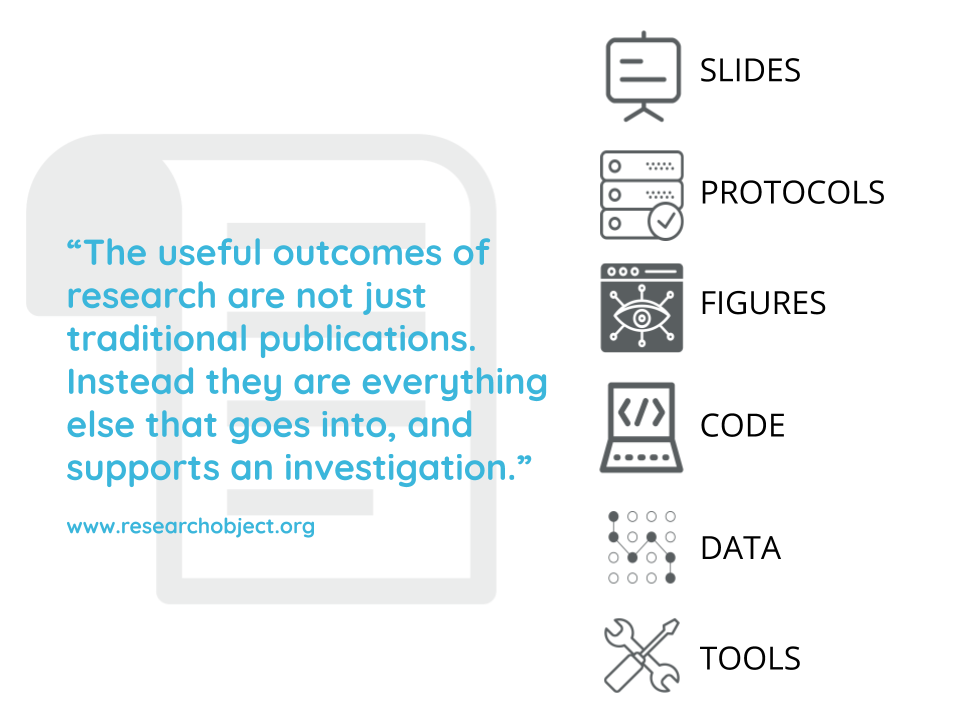 “The useful outcomes of
research are not just
traditional publications.
Instead they are everything
else that goes into, and
supports an investigation.”
www.researchobject.org
SLIDES
PROTOCOLS
FIGURES
CODE
DATA
TOOLS